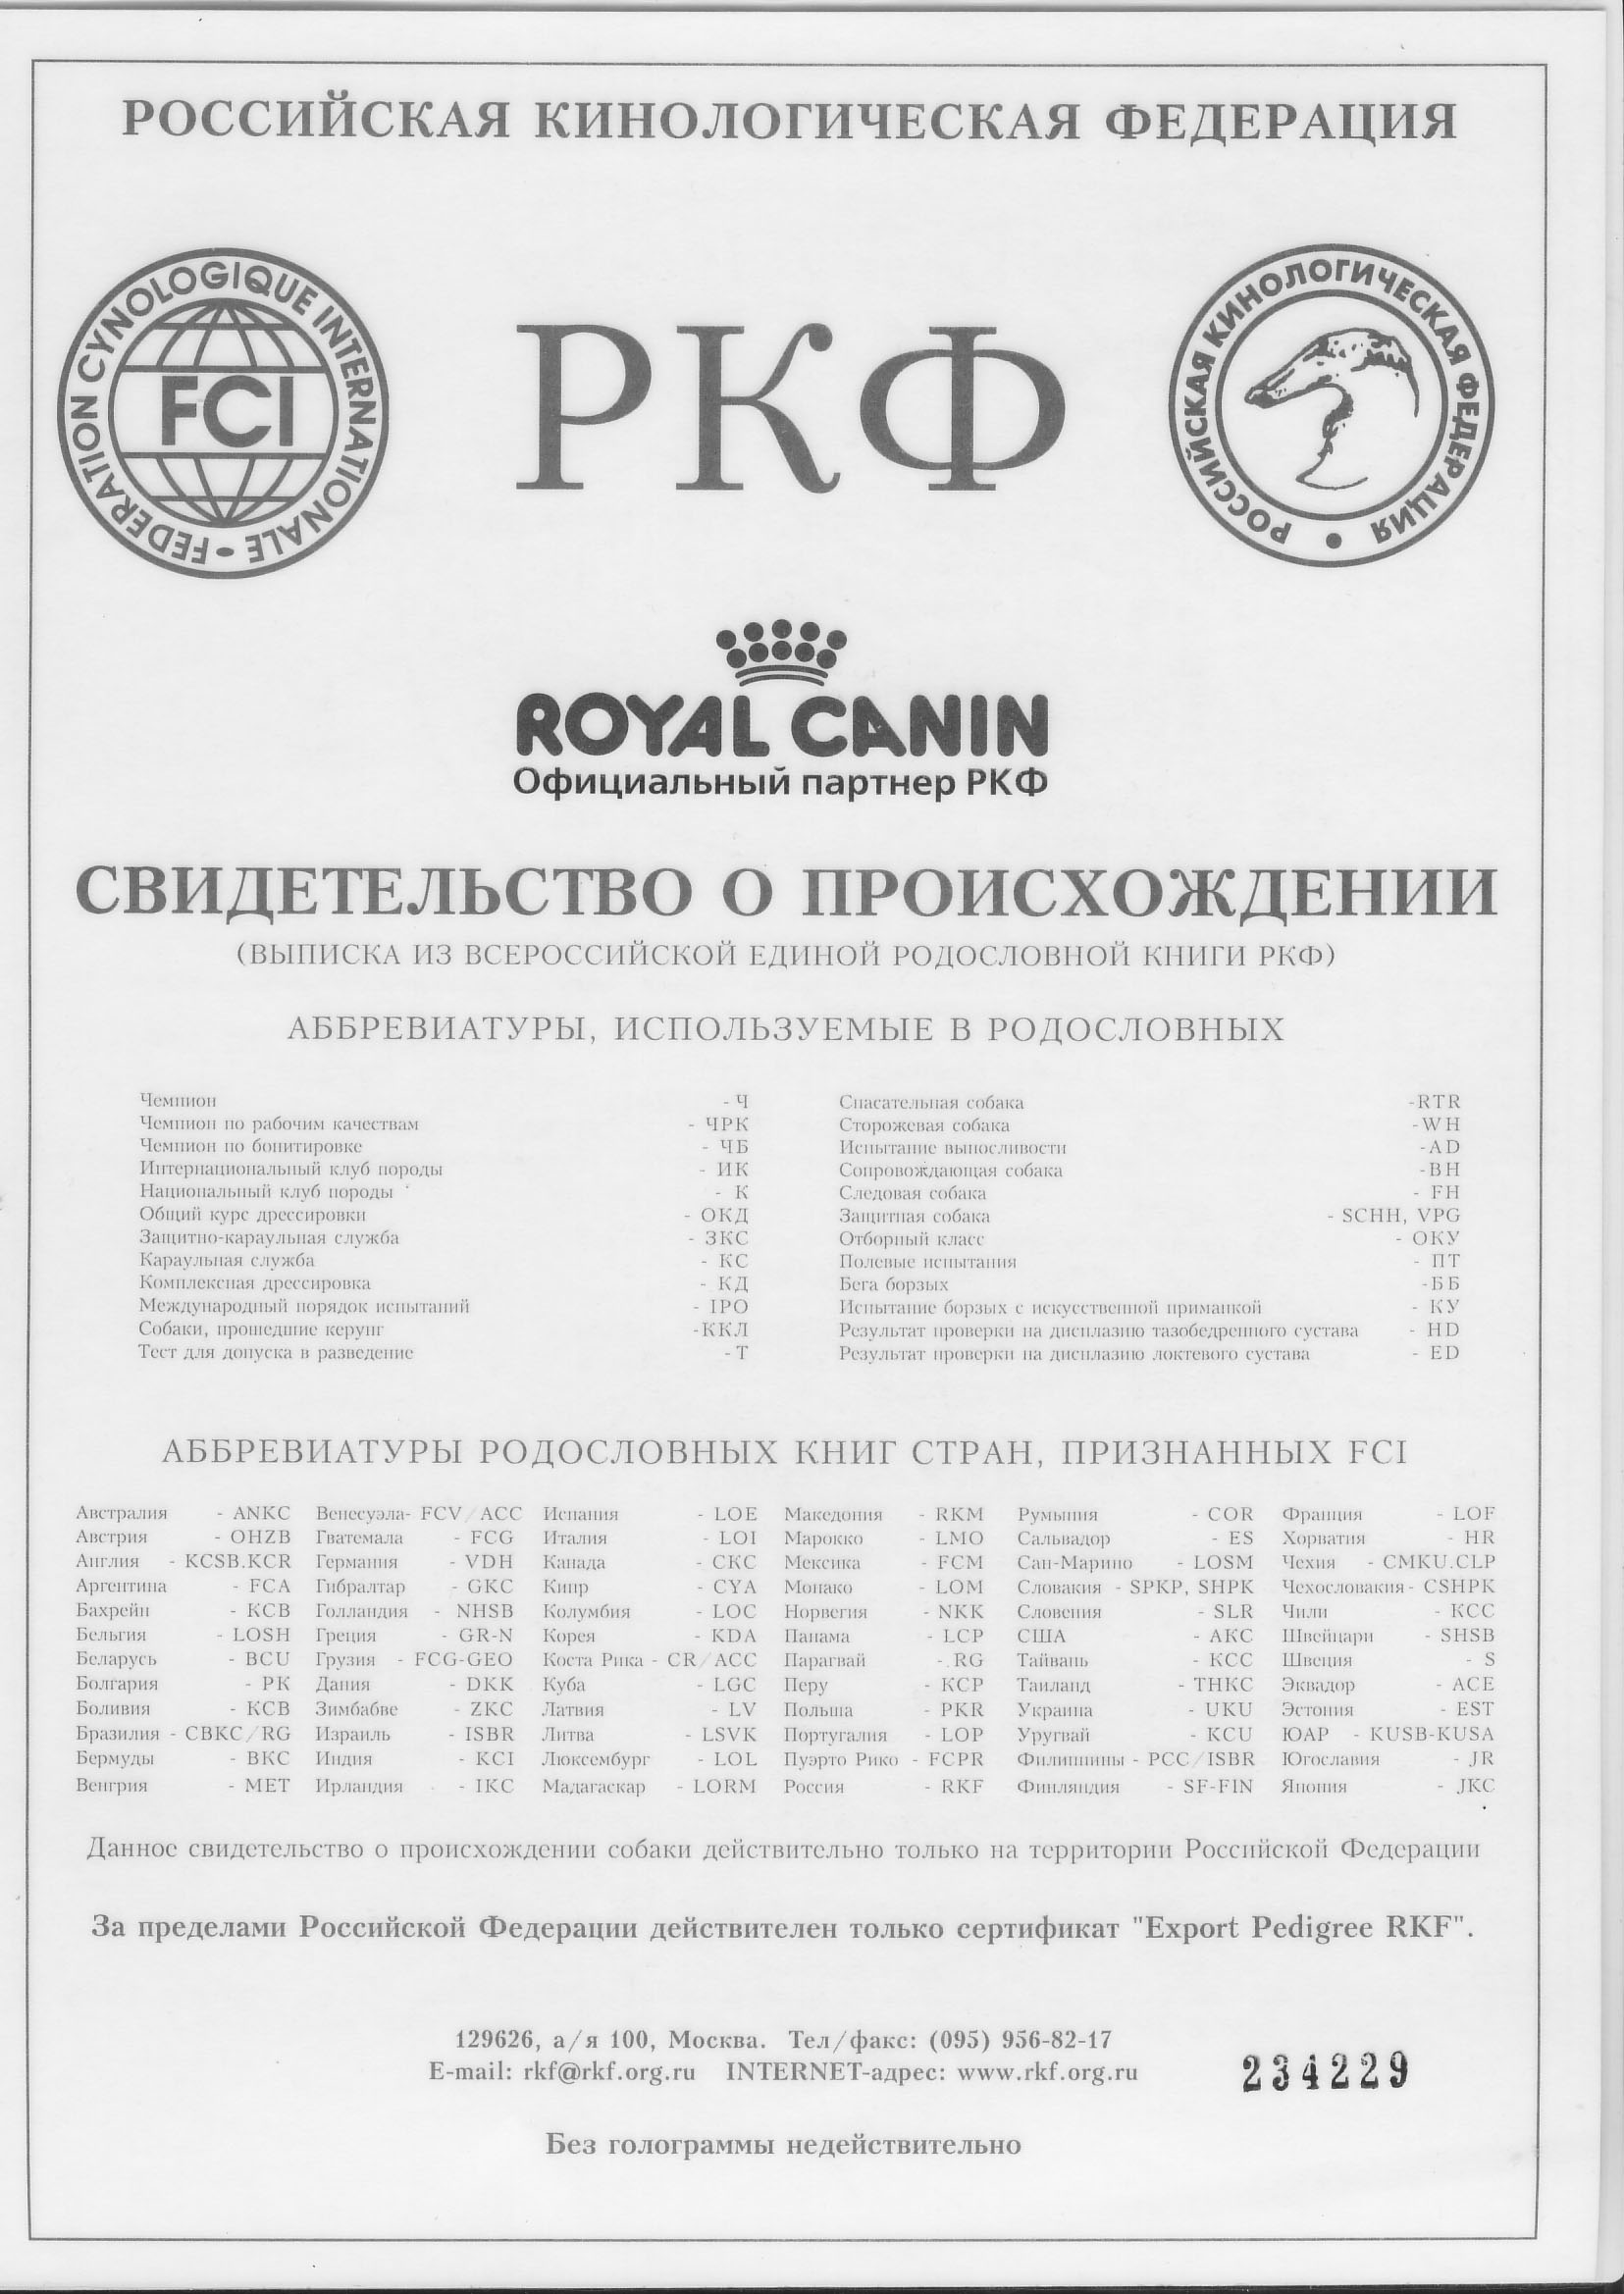 РОССИЙСКАЯ КИНОЛОГИЧЕСКАЯ ФЕДЕРАЦИЯ
FEDERATION CYNOLOGIQUE INTERNATIONALE •
FCI
РКФ
РОССИЙСКАЯ КИНОЛОГИЧЕСКАЯ ФЕДЕРАЦИЯ •
ROYAL CANIN
Официальный партнер РКФ
СВИДЕТЕЛЬСТВО О ПРОИСХОЖДЕНИИ
(ВЫПИСКА ИЗ ВСЕРОССИЙСКОЙ ЕДИНОЙ РОДОСЛОВНОЙ КНИГИ РКФ)
АББРЕВИАТУРЫ, ИСПОЛЬЗУЕМЫЕ В РОДОСЛОВНЫХ
Чемпион - Ч Спасательная собака -RTR
Чемпион по рабочим качествам - ЧРК Сторожевая собака -WH
Чемпион по бонитировке - ЧБ Испытание выносливости -AD
Интернациональный клуб породы - ИК Сопровождающая собака -BH
Национальный клуб породы - К Следовая собака - FH
Общий курс дрессировки - ОКД Защитная собака - SCHH, VPG
Защитно-караульная служба - ЗКС Отборный класс - ОКУ
Караульная служба - КС Полевые испытания - ПТ
Комплексная дрессировка - КД Бега борзых -ББ
Международный порядок испытаний - IPO Испытание борзых с искусственной приманкой - КУ
Собаки, прошедшие керунг -ККЛ Результат проверки на дисплазию тазобедренного сустава - HD
Тест для допуска в разведение - Т Результат проверки на дисплазию локтевого сустава - ED
АББРЕВИАТУРЫ РОДОСЛОВНЫХ КНИГ СТРАН, ПРИЗНАННЫХ FCI
Австралия - ANKC Венесуэла- FCV/ACC Испания - LOE Македония - RKM Румыния - COR Франция - LOF
Австрия - OHZB Гватемала - FCG Италия - LOI Марокко - LMO Сальвадор - ES Хорватия - HR
Англия - KCSB.KCR Германия - VDH Канада - CKC Мексика - FCM Сан-Марино - LOSM Чехия - CMKU.CLP
Аргентина - FCA Гибралтар - GKC Кипр - CYA Монако - LOM Словакия - SPKP, SHPK Чехословакия- CSHPK
Бахрейн - KCB Голландия - NHSB Колумбия - LOC Норвегия - NKK Словения - SLR Чили - KCC
Бельгия - LOSH Греция - GR-N Корея - KDA Панама - LCP США - AKC Швейцари - SHSB
Беларусь - BCU Грузия - FCG-GEO Коста Рика - CR/ACC Парагвай -.RG Тайвань - KCC Швеция - S
Болгария - РК Дания - DKK Куба - LGC Перу - KCP Таиланд - THKC Эквадор - ACE
Боливия - KCB Зимбабве - ZKC Латвия - LV Польша - PKR Украина - UKU Эстония - EST
Бразилия - CBKC/RG Израиль - ISBR Литва - LSVK Португалия - LOP Уругвай - KCU ЮАР - KUSB-KUSA
Бермуды - BKC Индия - KCI Люксембург - LOL Пуэрто Рико - FCPR Филиппины - PCC/ISBR Югославия - JR
Венгрия - MET Ирландия - IKC Мадагаскар - LORM Россия - RKF Финляндия - SF-FIN Япония - JKC
Данное свидетельство о происхождении собаки действительно только на территории Российской Федерации
За пределами Российской Федерации действителен только сертификат "Export Pedigree RKF".
129626, а/я 100, Москва. Тел/факс: (095) 956-82-17
E-mail: rkf@rkf.org.ru INTERNET-адрес: www.rkf.org.ru
234229
Без голограммы недействительно